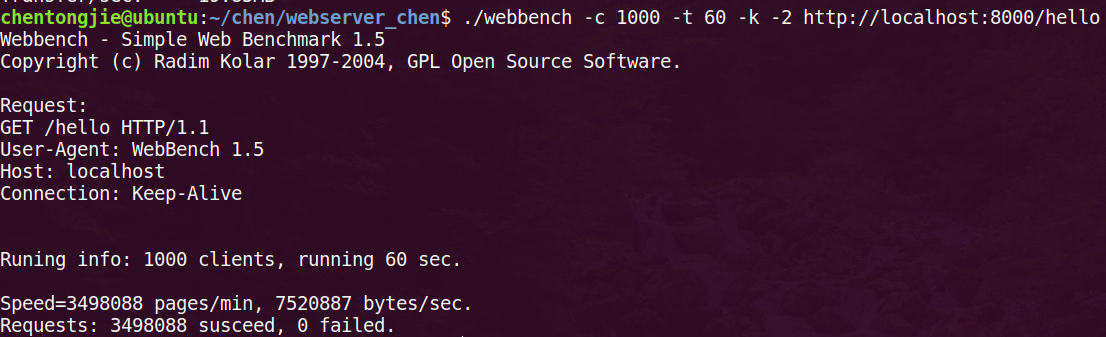 chentongjie@ubuntu:~/chen/webserver_chen$ ./webbench -c 1000 -t 60 -k -2 http://localhost:8000/hello
Webbench - Simple Web Benchmark 1.5
Copyright (c) Radim Kolar 1997-2004, GPL Open Source Software.
Request:
GET /hello HTTP/1.1
User-Agent: WebBench 1.5
Host: localhost
Connection: Keep-Alive
Runing info: 1000 clients, running 60 sec.
Speed=3498088 pages/min, 7520887 bytes/sec.
Requests: 3498088 susceed, 0 failed.